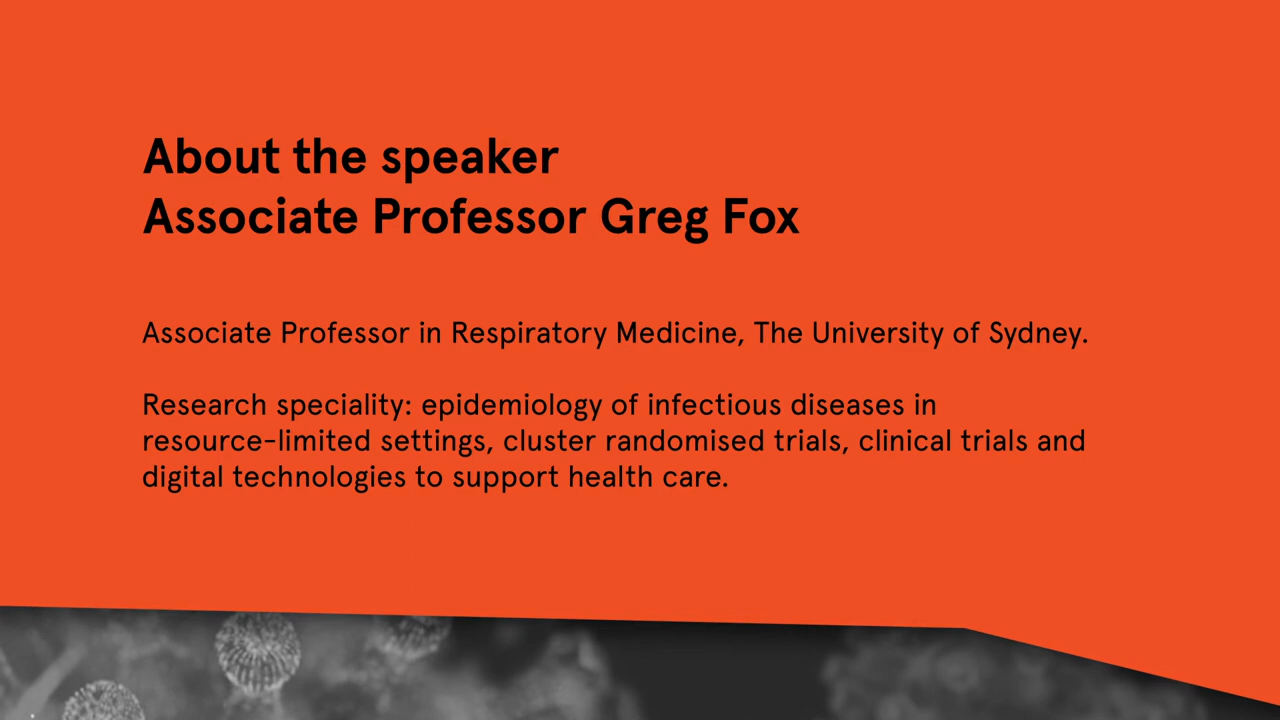 About the speaker
Associate Professor Greg Fox
Associate Professor in Respiratory Medicine, The University of Sydney.
Research speciality: epidemiology of infectious diseases in
resource-limited settings, cluster randomised trials, clinical trials and
digital technologies to support health care.